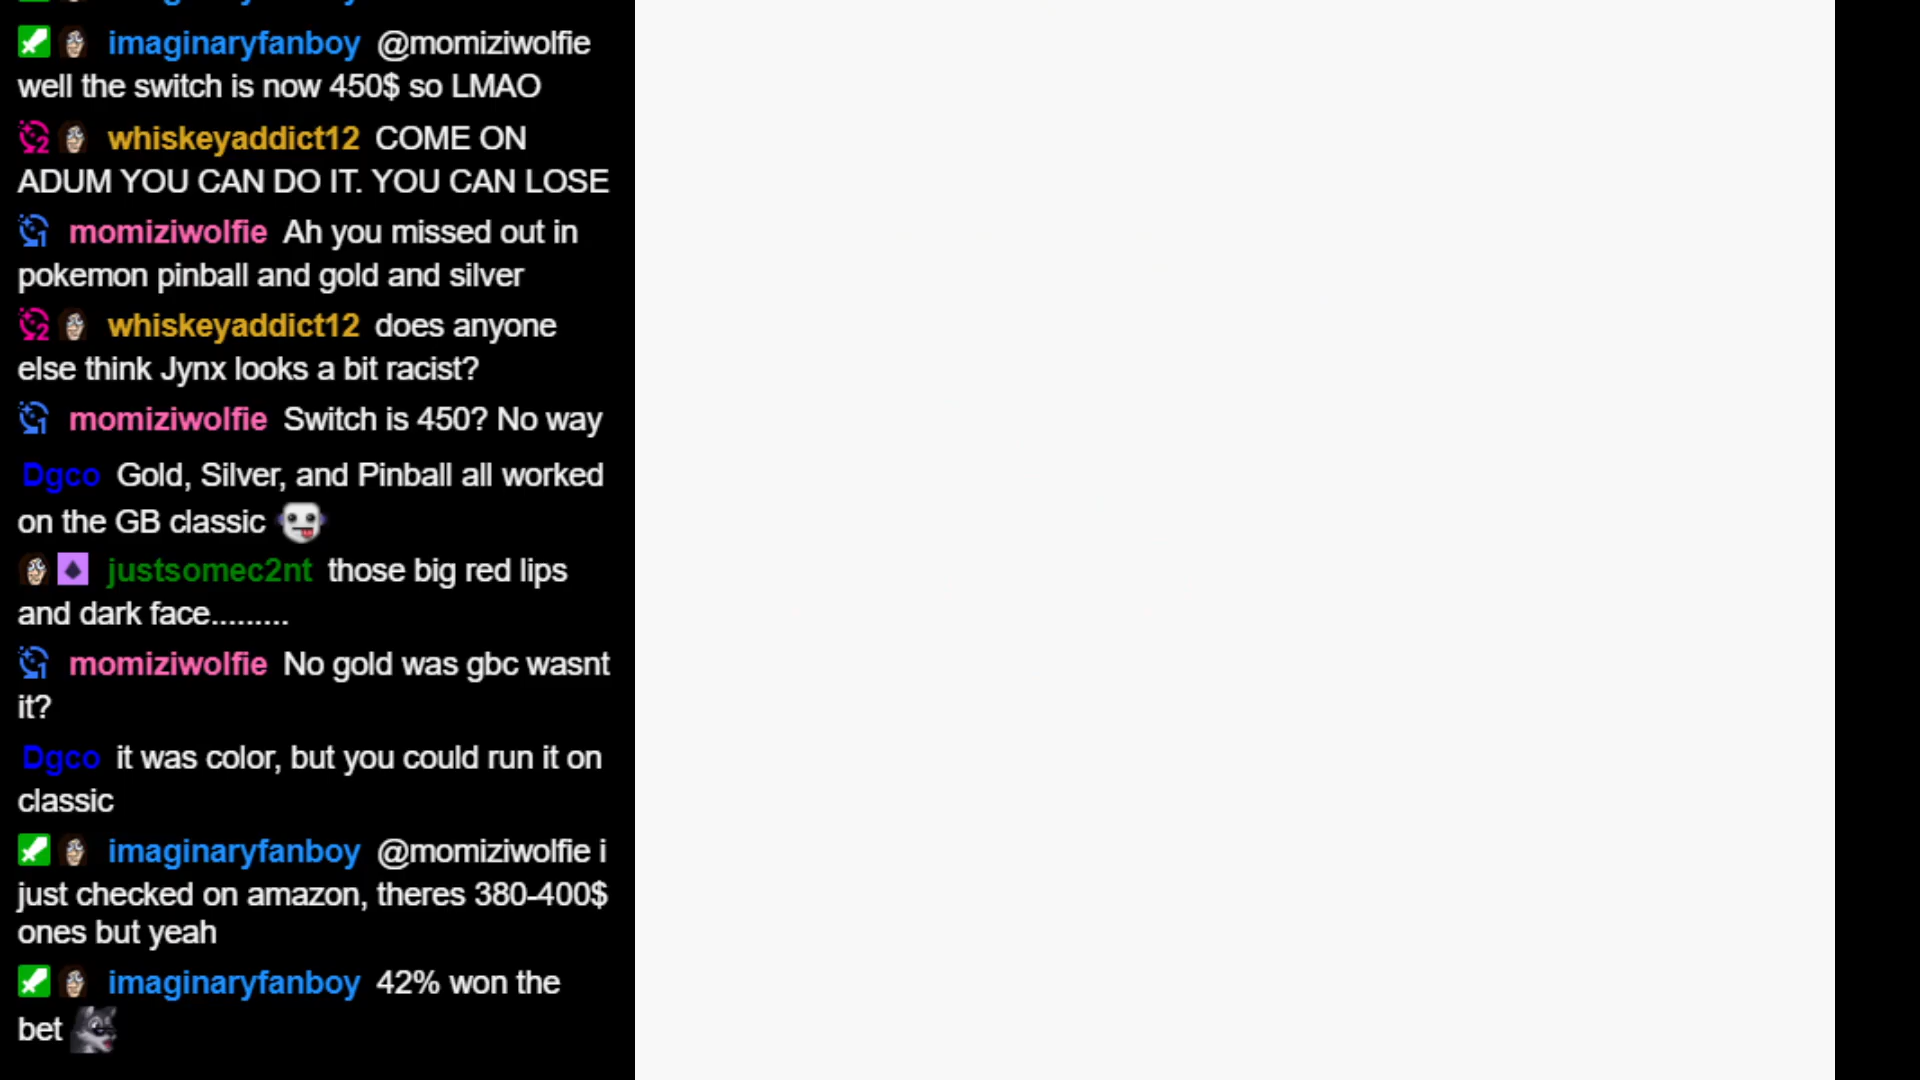 imaginaryfanboy @momiziwolfie
well the switch is now 450$ so LMAO
whiskeyaddict12 COME ON
ADUM YOU CAN DO IT. YOU CAN LOSE
momiziwolfie Ah you missed out in
pokemon pinball and gold and silver
whiskeyaddict12 does anyone
else think Jynx looks a bit racist?
momiziwolfie Switch is 450? No way
Dgco Gold, Silver, and Pinball all worked
on the GB classic
justsomec2nt those big red lips
and dark face.........
momiziwolfie No gold was gbc wasnt
it?
Dgco it was color, but you could run it on
classic
imaginaryfanboy @momiziwolfie i
just checked on amazon, theres 380-400$
ones but yeah
imaginaryfanboy 42% won the
bet